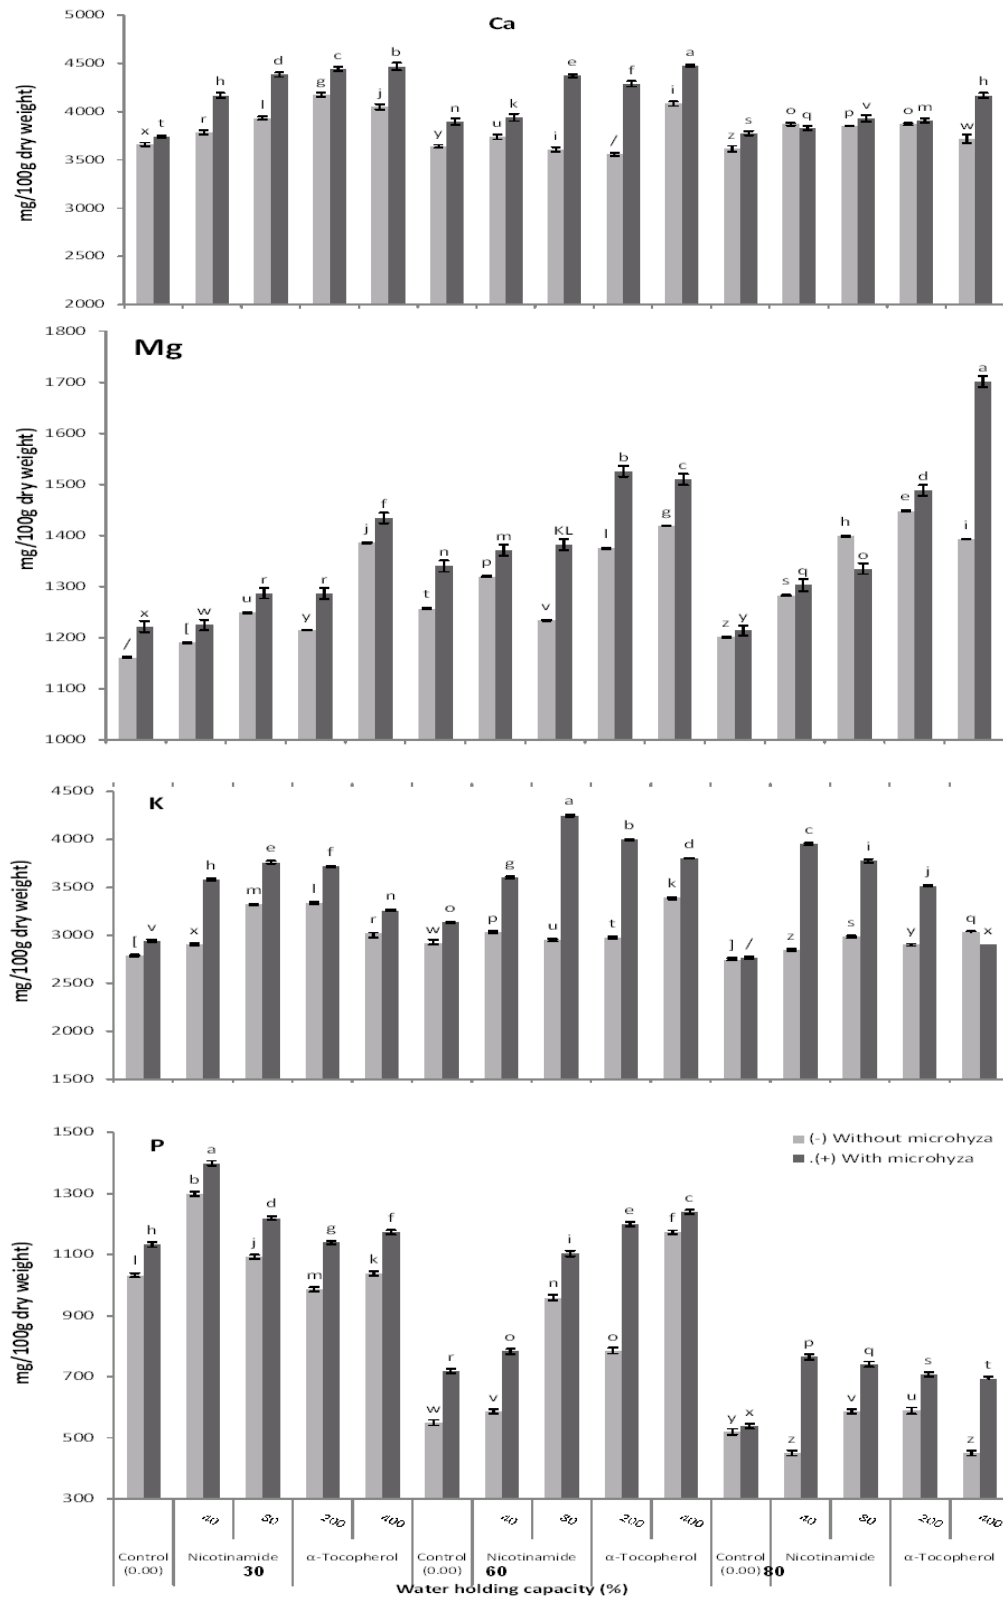 Ca
mg/100g dry weight)
5000
4500
4000
3500
3000
2500
2000
x t r h l d g c j b y n u k i e / f i a z s o q p v o m w h
Mg
mg/100g dry weight)
1800
1700
1600
1500
1400
1300
1200
1100
1000
/ x [ w u r y r j f t n p m v KL l b g c z y s q h o e d i a
K
mg/100g dry weight)
4500
4000
3500
3000
2500
2000
1500
[ v x h m e l f r n w o p g u a t b k d ] / z c s i y j q x
P
mg/100g dry weight)
1500
1300
1100
900
700
500
300
l h b a j d m g k f w r v o n i o e f c y x z p v q u s z t
(-) Without microhyza
.(+) With microhyza
40 80 200 400 40 80 200 400 40 80 200 400
Control Nicotinamide α-Tocopherol Control Nicotinamide α-Tocopherol Control Nicotinamide α-Tocopherol
(0.00) 30 (0.00) 60 (0.00) 80
Water holding capacity (%)